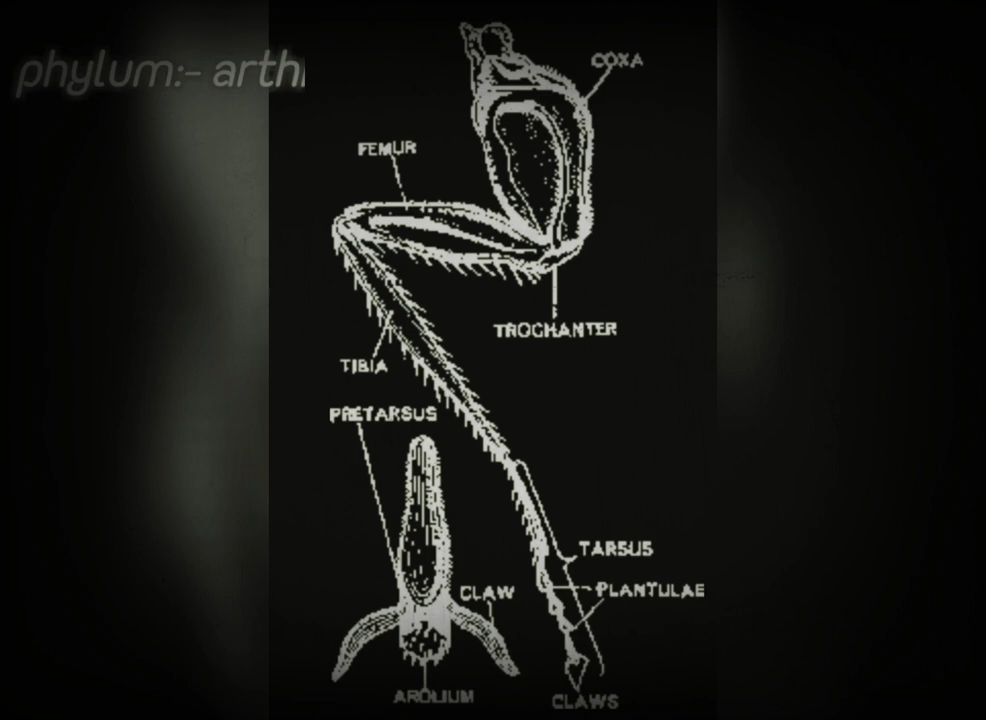 phylum:- arth
COXA
FEMUR
TROCHANTER
TIBIA
PRETARSUS
TARSUS
CLAW
PLANTULAE
AROLIUM
CLAWS